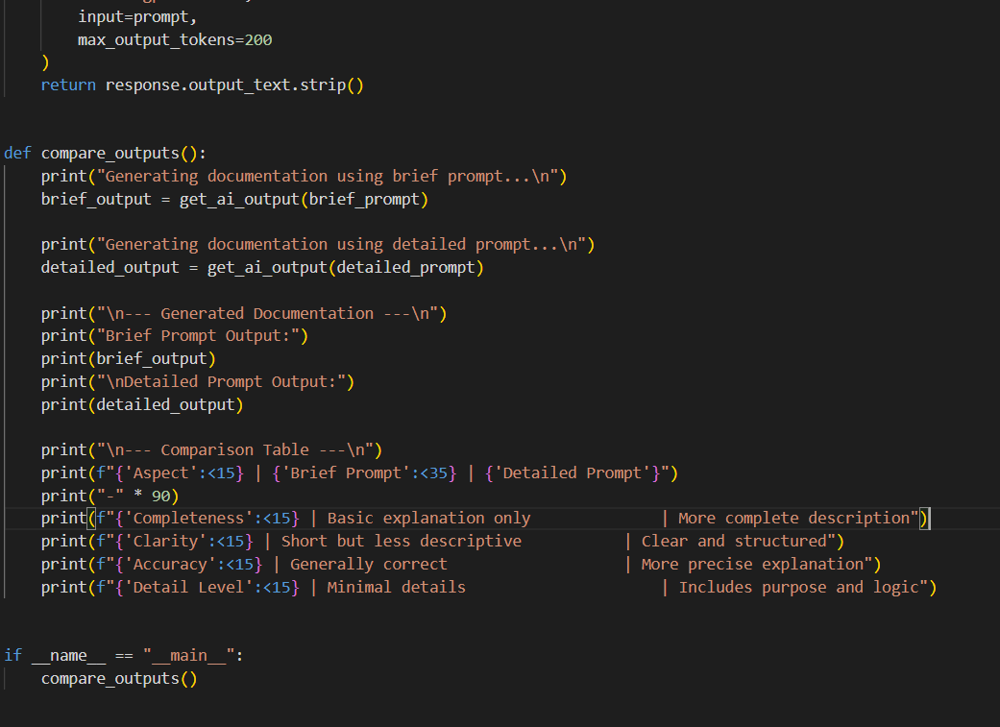 input=prompt,
max_output_tokens=200
)
return response.output_text.strip()
def compare_outputs():
print("Generating documentation using brief prompt...\n")
brief_output = get_ai_output(brief_prompt)
print("Generating documentation using detailed prompt...\n")
detailed_output = get_ai_output(detailed_prompt)
print("\n--- Generated Documentation ---\n")
print("Brief Prompt Output:")
print(brief_output)
print("\nDetailed Prompt Output:")
print(detailed_output)
print("\n--- Comparison Table ---\n")
print(f"{'Aspect':<15} | {'Brief Prompt':<35} | {'Detailed Prompt'}")
print("-" * 90)
print(f"{'Completeness':<15} | Basic explanation only              | More complete description")
print(f"{'Clarity':<15} | Short but less descriptive           | Clear and structured")
print(f"{'Accuracy':<15} | Generally correct                   | More precise explanation")
print(f"{'Detail Level':<15} | Minimal details                     | Includes purpose and logic")
if __name__ == "__main__":
compare_outputs()